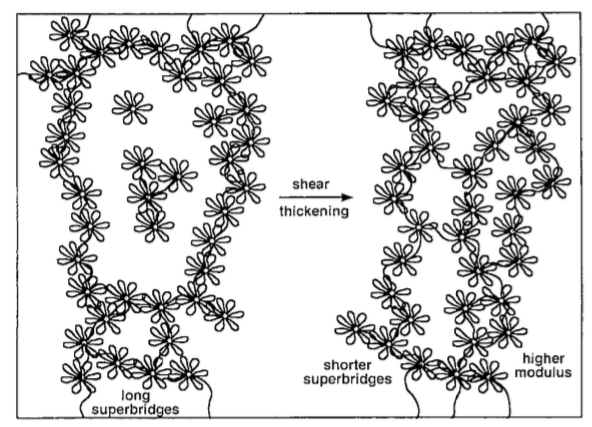 shear
thickening
long
superbridges
shorter
superbridges
higher
modulus